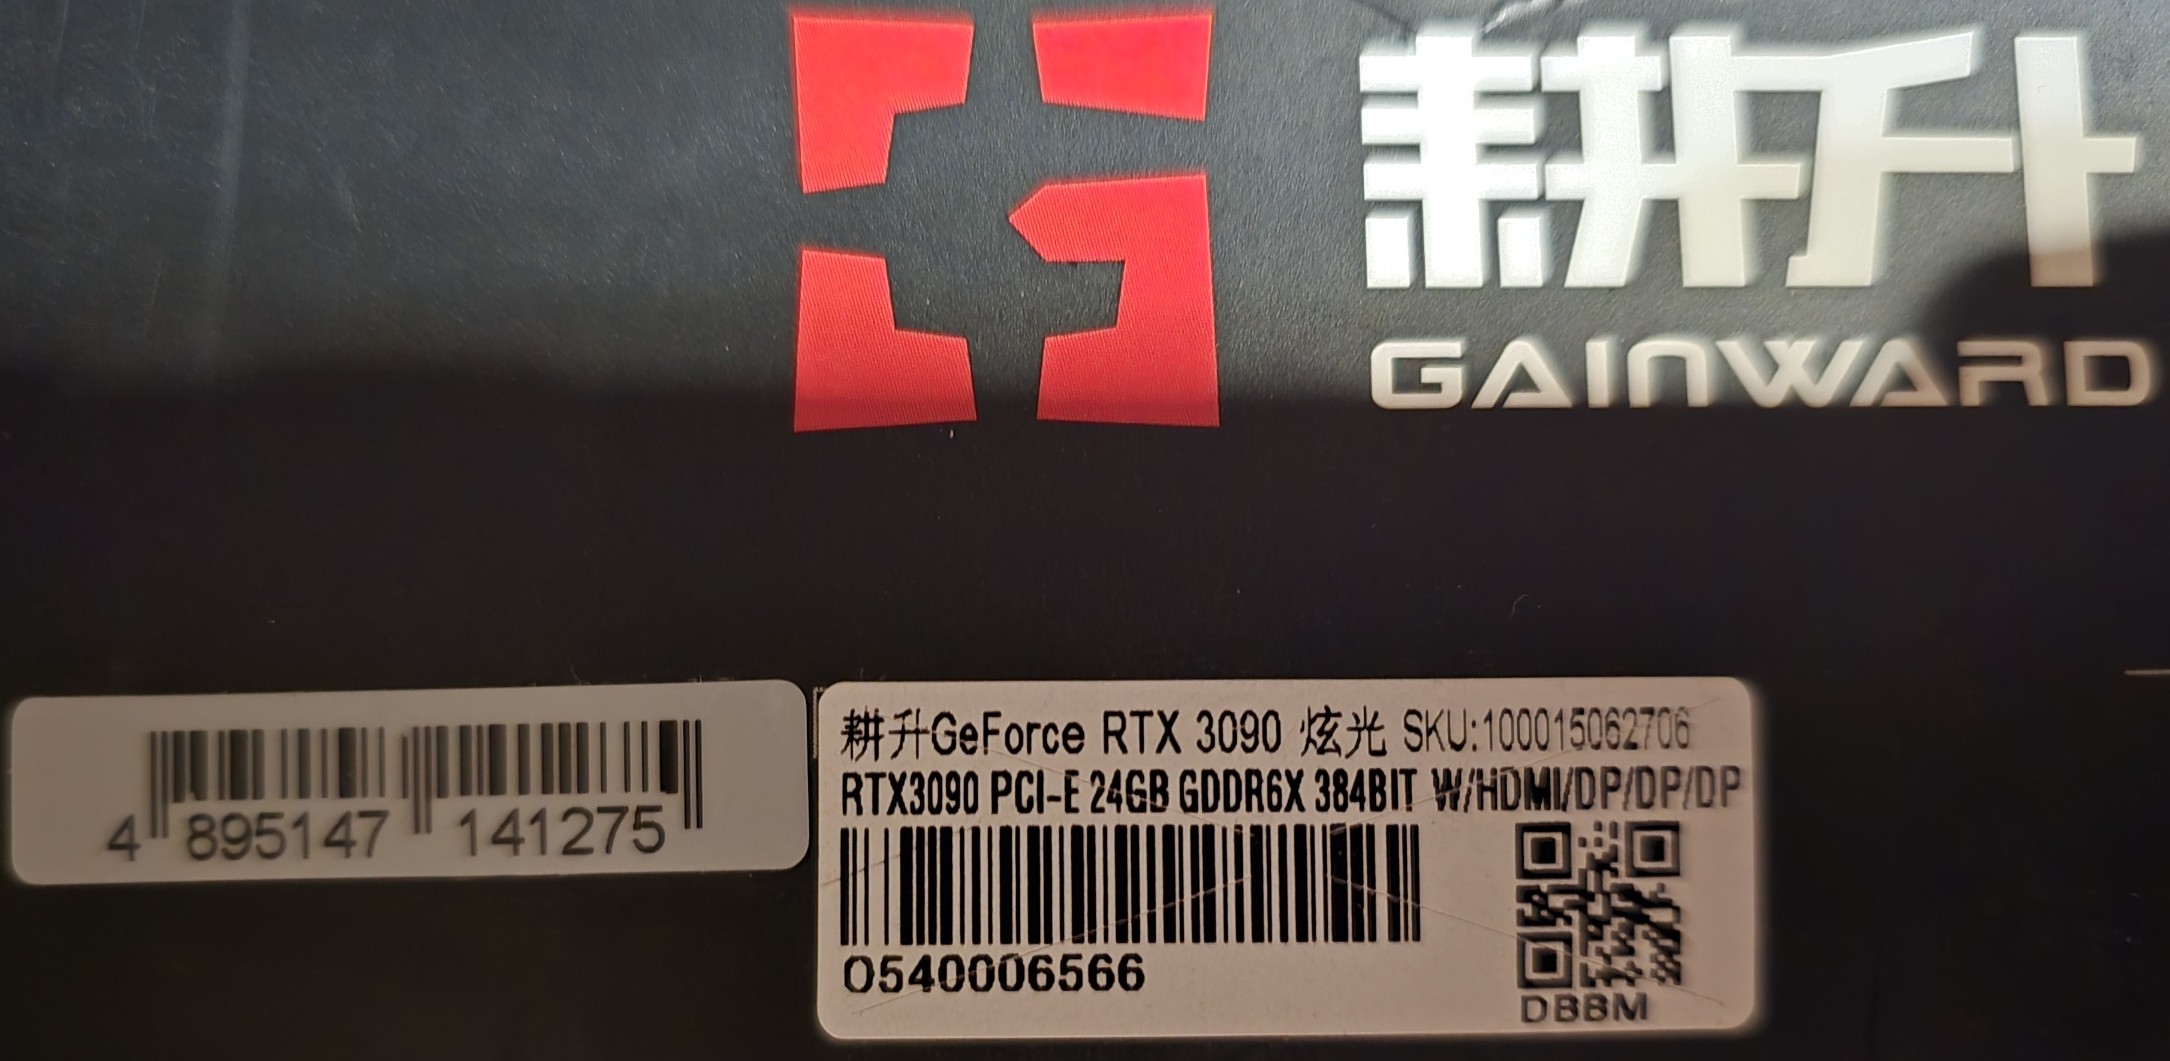 耕升
GAINWARD
4 895147 141275
耕升GeForce RTX 3090 炫光 SKU:100015062706
RTX3090 PCI-E 24GB GDDR6X 384BIT W/HDMI/DP/DP/DP
O540006566
DBBM